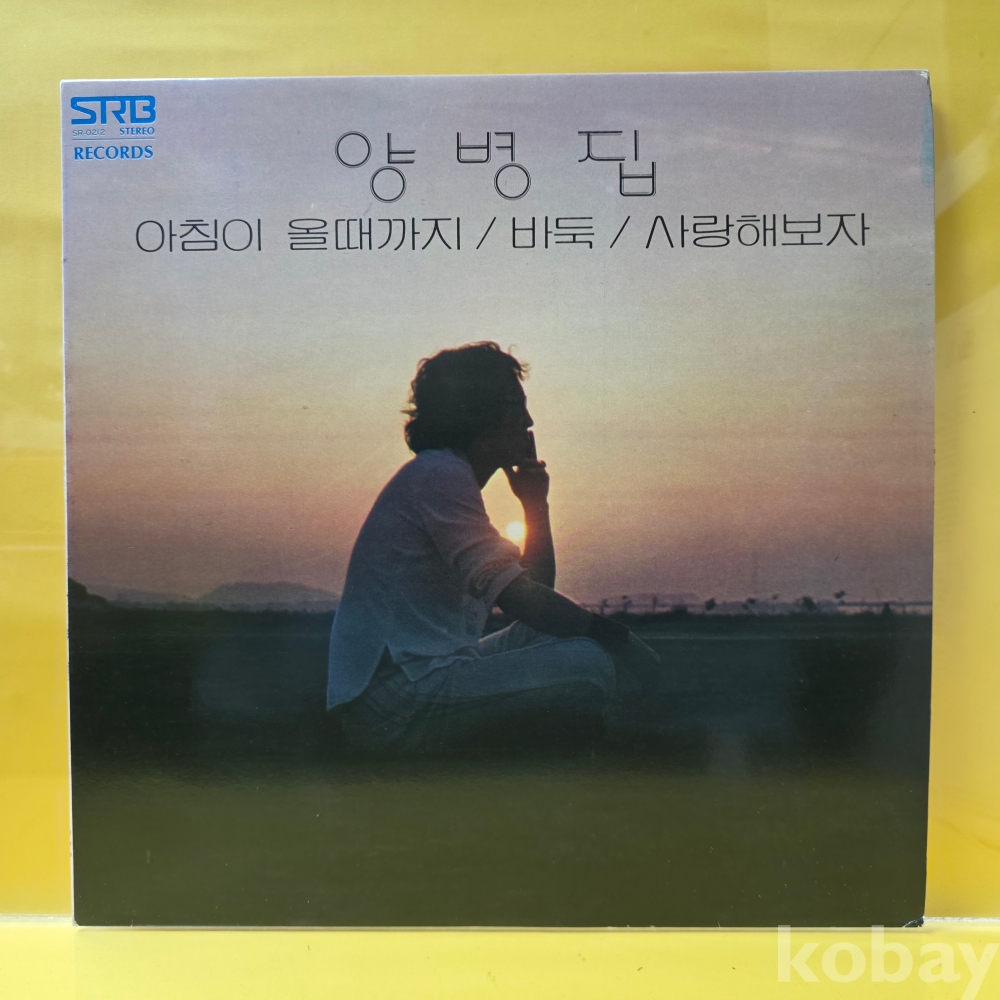 SRB
SR-0212 STEREO
RECORDS
양병집
아침이 올때까지 / 바둑 / 사랑해보자
kobay